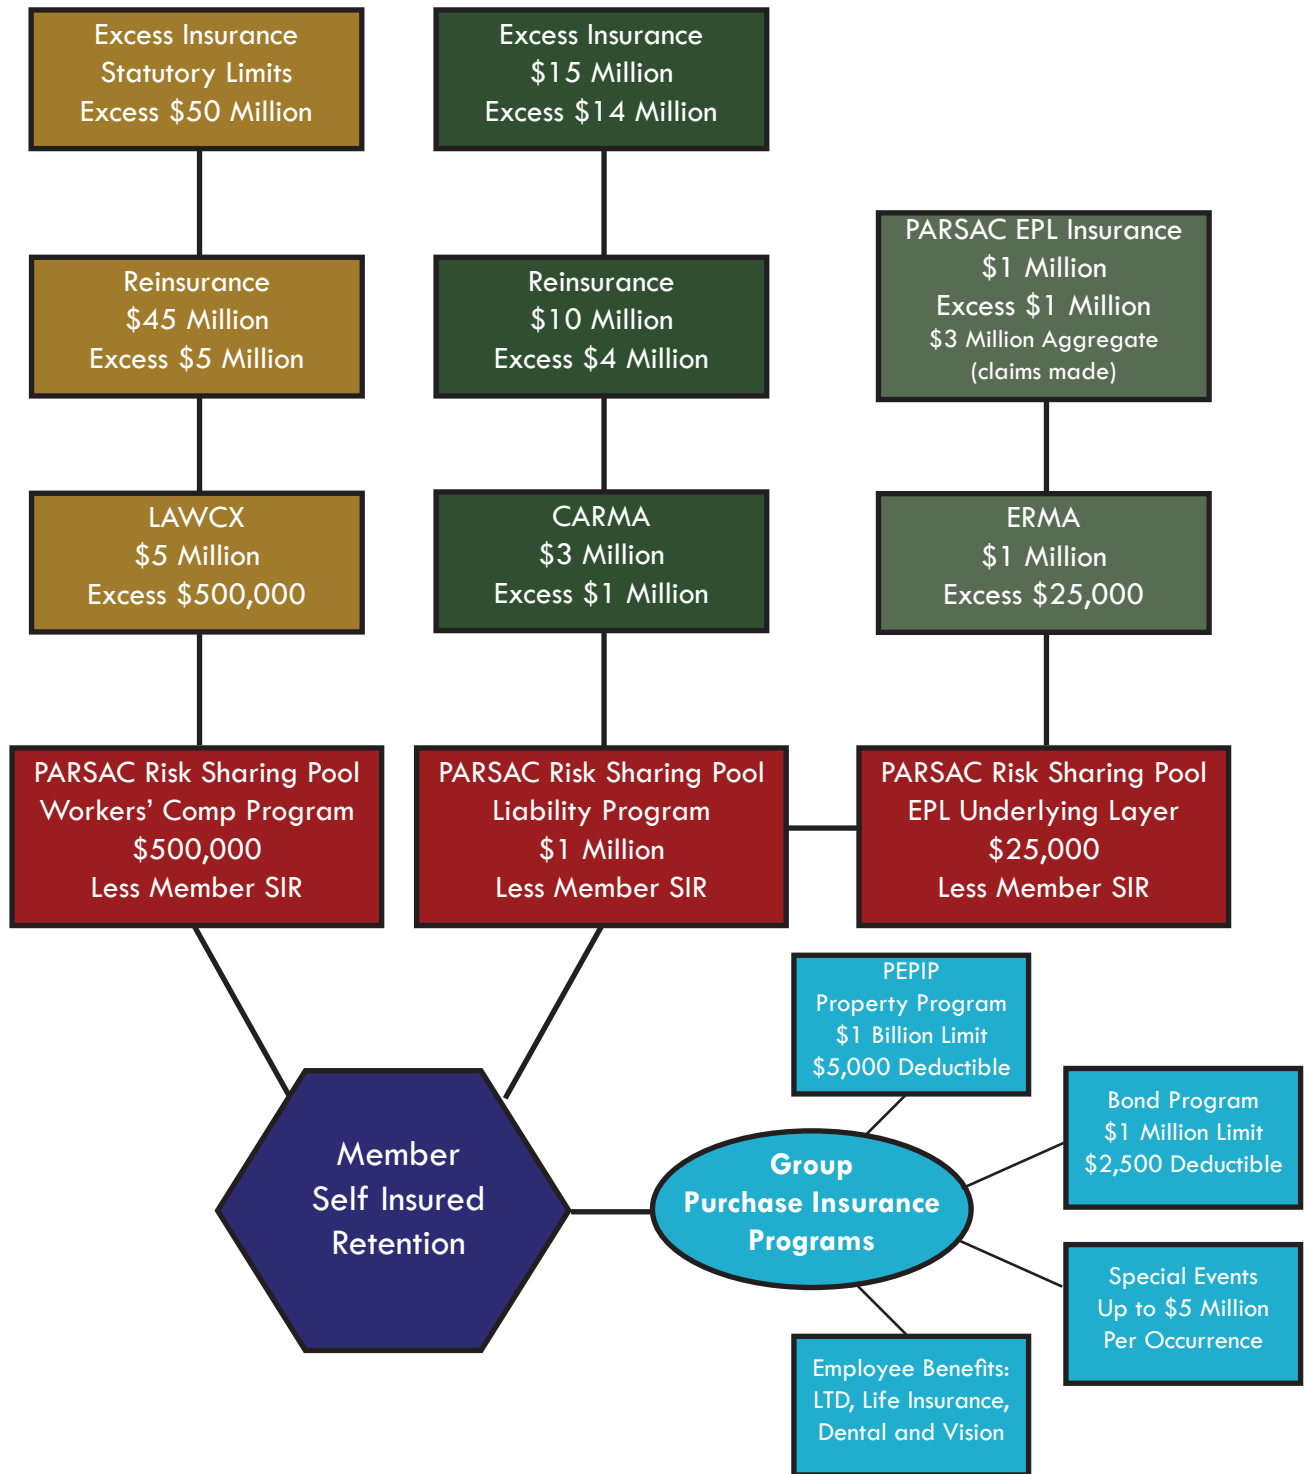 Excess Insurance
Statutory Limits
Excess $50 Million
Excess Insurance
$15 Million
Excess $14 Million
Reinsurance
$45 Million
Excess $5 Million
Reinsurance
$10 Million
Excess $4 Million
PARSAC EPL Insurance
$1 Million
Excess $1 Million
$3 Million Aggregate
(claims made)
LAWCX
$5 Million
Excess $500,000
CARMA
$3 Million
Excess $1 Million
ERMA
$1 Million
Excess $25,000
PARSAC Risk Sharing Pool
Workers’ Comp Program
$500,000
Less Member SIR
PARSAC Risk Sharing Pool
Liability Program
$1 Million
Less Member SIR
PARSAC Risk Sharing Pool
EPL Underlying Layer
$25,000
Less Member SIR
PEPIP
Property Program
$1 Billion Limit
$5,000 Deductible
Bond Program
$1 Million Limit
$2,500 Deductible
Member
Self Insured
Retention
Group
Purchase Insurance
Programs
Special Events
Up to $5 Million
Per Occurrence
Employee Benefits:
LTD, Life Insurance,
Dental and Vision